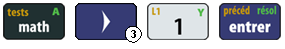 tests A
math
3
L1 Y
1
précéd résol
entrer